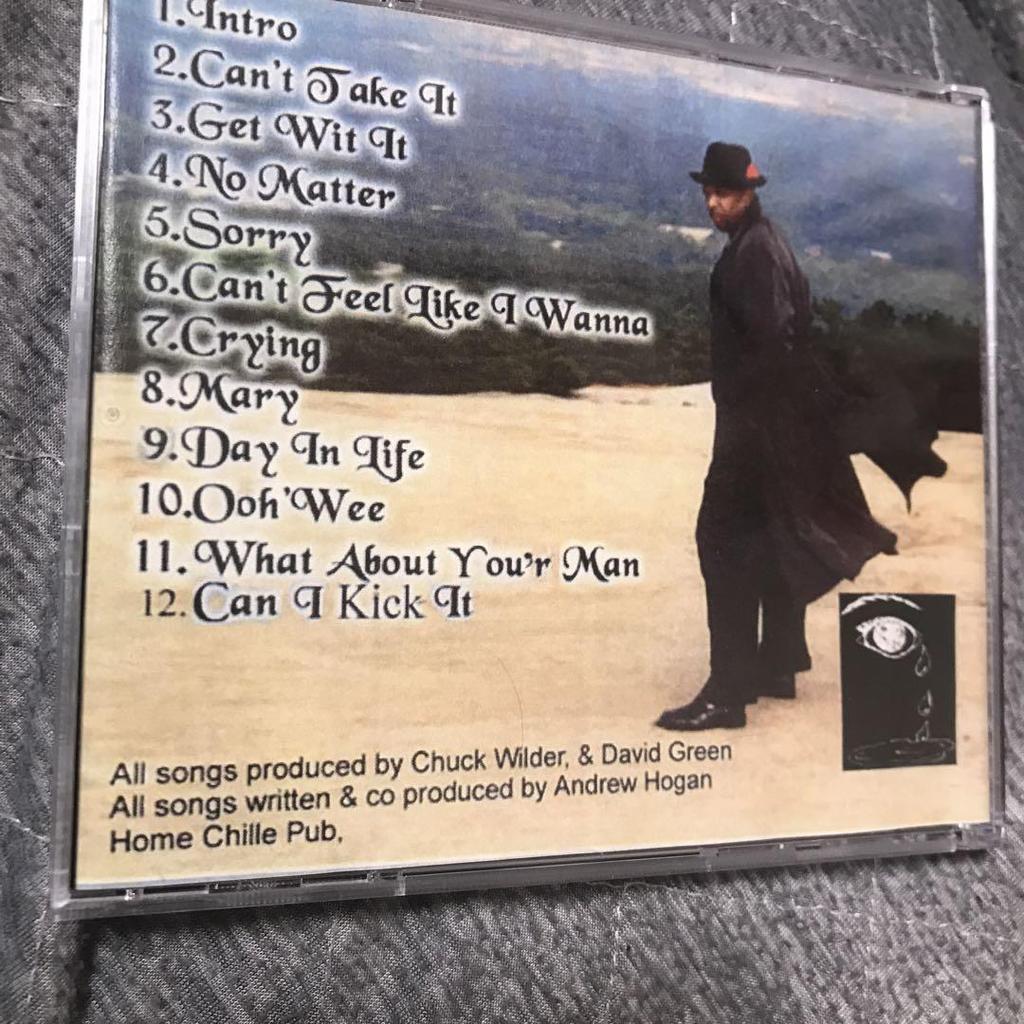 1.Intro
2.Can't Take It
3.Get Wit It
4.No Matter
5.Sorry
6.Can't Feel Like I Wanna
7.Crying
8.Mary
9.Day In Life
10.Ooh'Wee
11.What About You'r Man
12.Can I Kick It
All songs produced by Chuck Wilder, & David Green
All songs written & co produced by Andrew Hogan
Home Chille Pub,